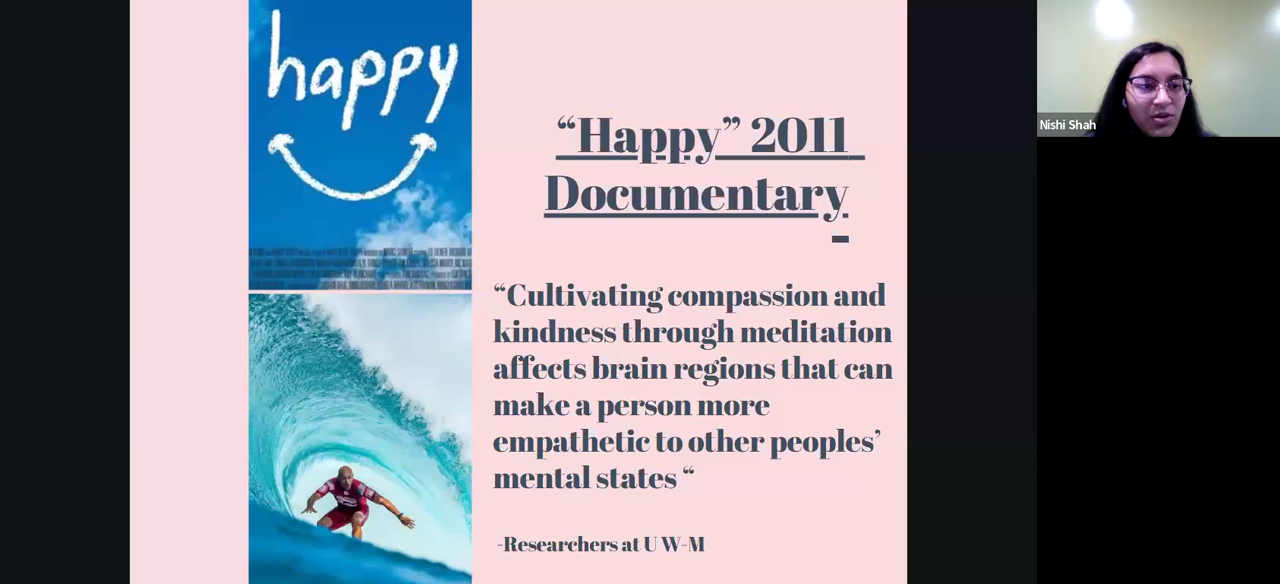 happy
“Happy” 2011
Documentary
-
“Cultivating compassion and
kindness through meditation
affects brain regions that can
make a person more
empathetic to other peoples’
mental states “
-Researchers at U W-M
Nishi Shah